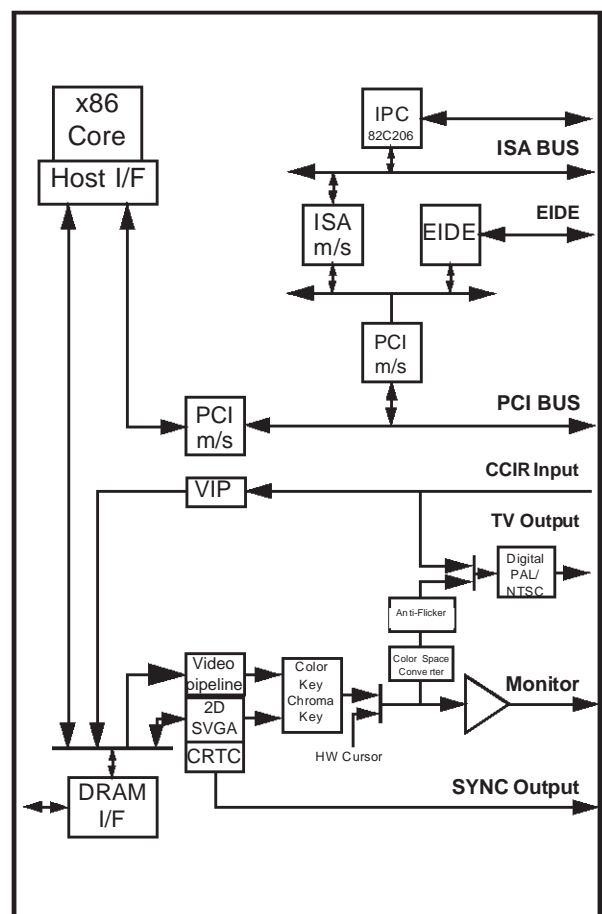 x86
Core
Host I/F
IPC
82C206
ISA BUS
ISA
m/s
EIDE
EIDE
PCI
m/s
PCI
m/s
PCI BUS
CCIR Input
VIP
TV Output
Digital
PAL/
NTSC
Anti-Flicker
Color Space
Converter
Video
pipeline
Color
Key
Chroma
Key
2D
SVGA
CRTC
HW Cursor
Monitor
SYNC Output
DRAM
I/F